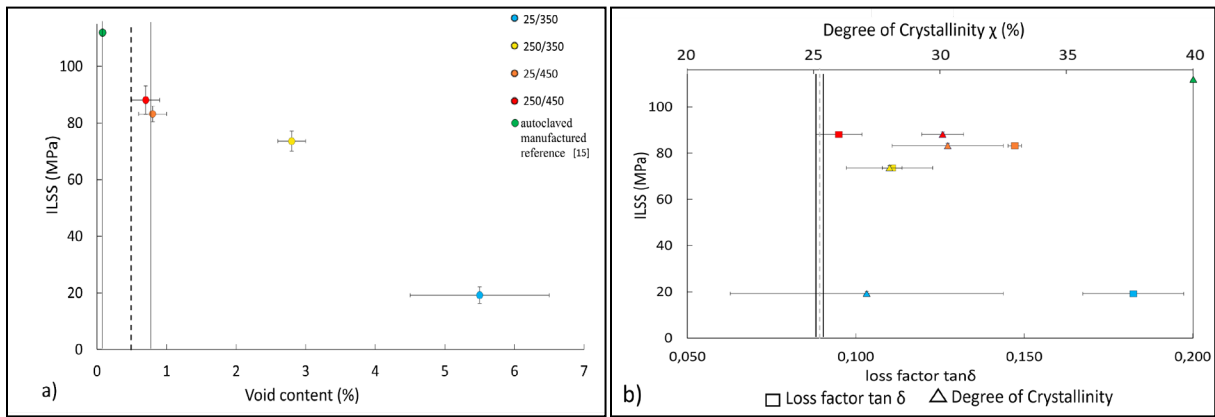 ILSS (MPa)
100
80
60
40
20
0
0 1 2 3 4 5 6 7
Void content (%)
a)
25/350
250/350
25/450
250/450
autoclaved
manufactured
reference [15]
Degree of Crystallinity χ (%)
20 25 30 35 40
ILSS (MPa)
100
80
60
40
20
0
0,050 0,100 0,150 0,200
loss factor tanδ
b)
Loss factor tan δ Degree of Crystallinity